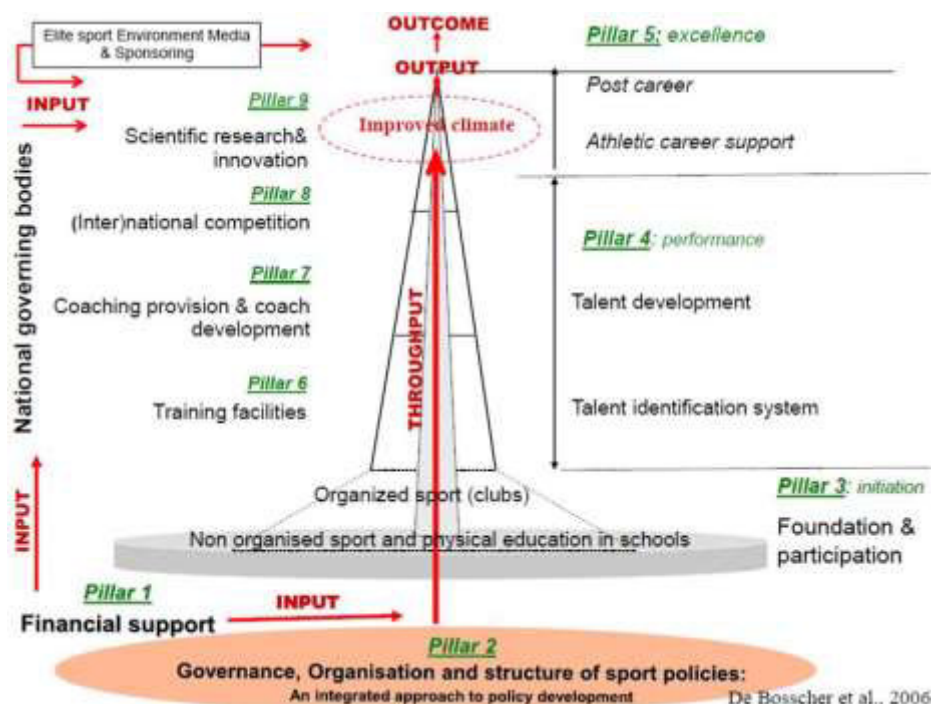 OUTCOME
Elite sport Environment Media
& Sponsoring
Pillar 5; excellence
OUTPUT
Post career
INPUT
Pillar 9
Improved climate
Scientific research&
innovation
Athletic career support
Pillar 8
(Inter)national competition
Pillar 4: performance
National governing bodies
Pillar 7
Coaching provision & coach
development
Talent development
THROUGHPUT
Pillar 6
Training facilities
Talent identification system
Pillar 3: initiation
Organized sport (clubs)
Foundation &
participation
Non organised sport and physical education in schools
INPUT
Pillar 1
Financial support
INPUT
Pillar 2
Governance, Organisation and structure of sport policies:
An integrated approach to policy development
De Bosscher et al., 2006